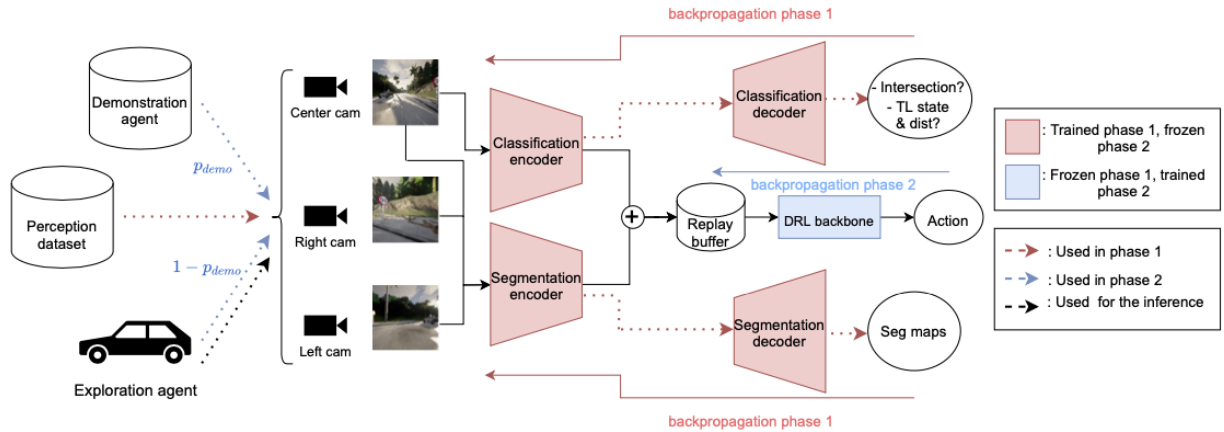 backpropagation phase 1
Demonstration
agent
Center cam
Classification
encoder
Classification
decoder
- Intersection?
- TL state
& dist?
: Trained phase 1, frozen
phase 2
: Frozen phase 1, trained
phase 2
p_demo
Perception
dataset
Right cam
backpropagation phase 2
+
Replay
buffer
DRL backbone
Action
1 − p_demo
Segmentation
encoder
: Used in phase 1
: Used in phase 2
: Used for the inference
Exploration agent
Left cam
Segmentation
decoder
Seg maps
backpropagation phase 1